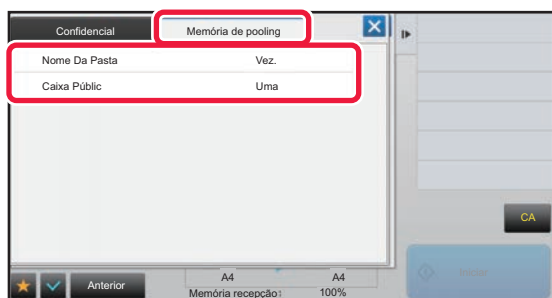 Confidencial Memória de pooling
Nome Da Pasta Vez.
Caixa Públic Uma
CA
A4 A4
Anterior
Memória recepção: 100%